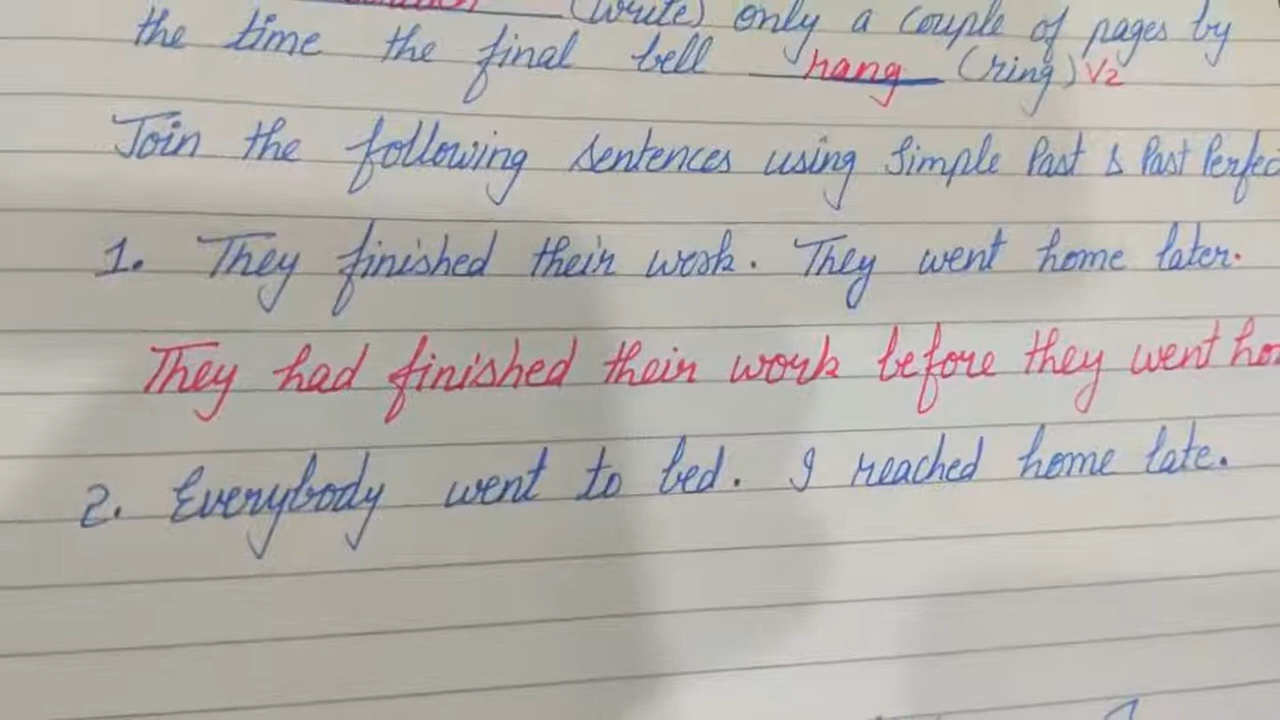 (write) only a couple of pages by
the time the final bell rang (ring) V2
Join the following sentences using Simple Past & Past Perfec
1. They finished their work. They went home later.
They had finished their work before they went ho
2. Everybody went to bed. I reached home late.